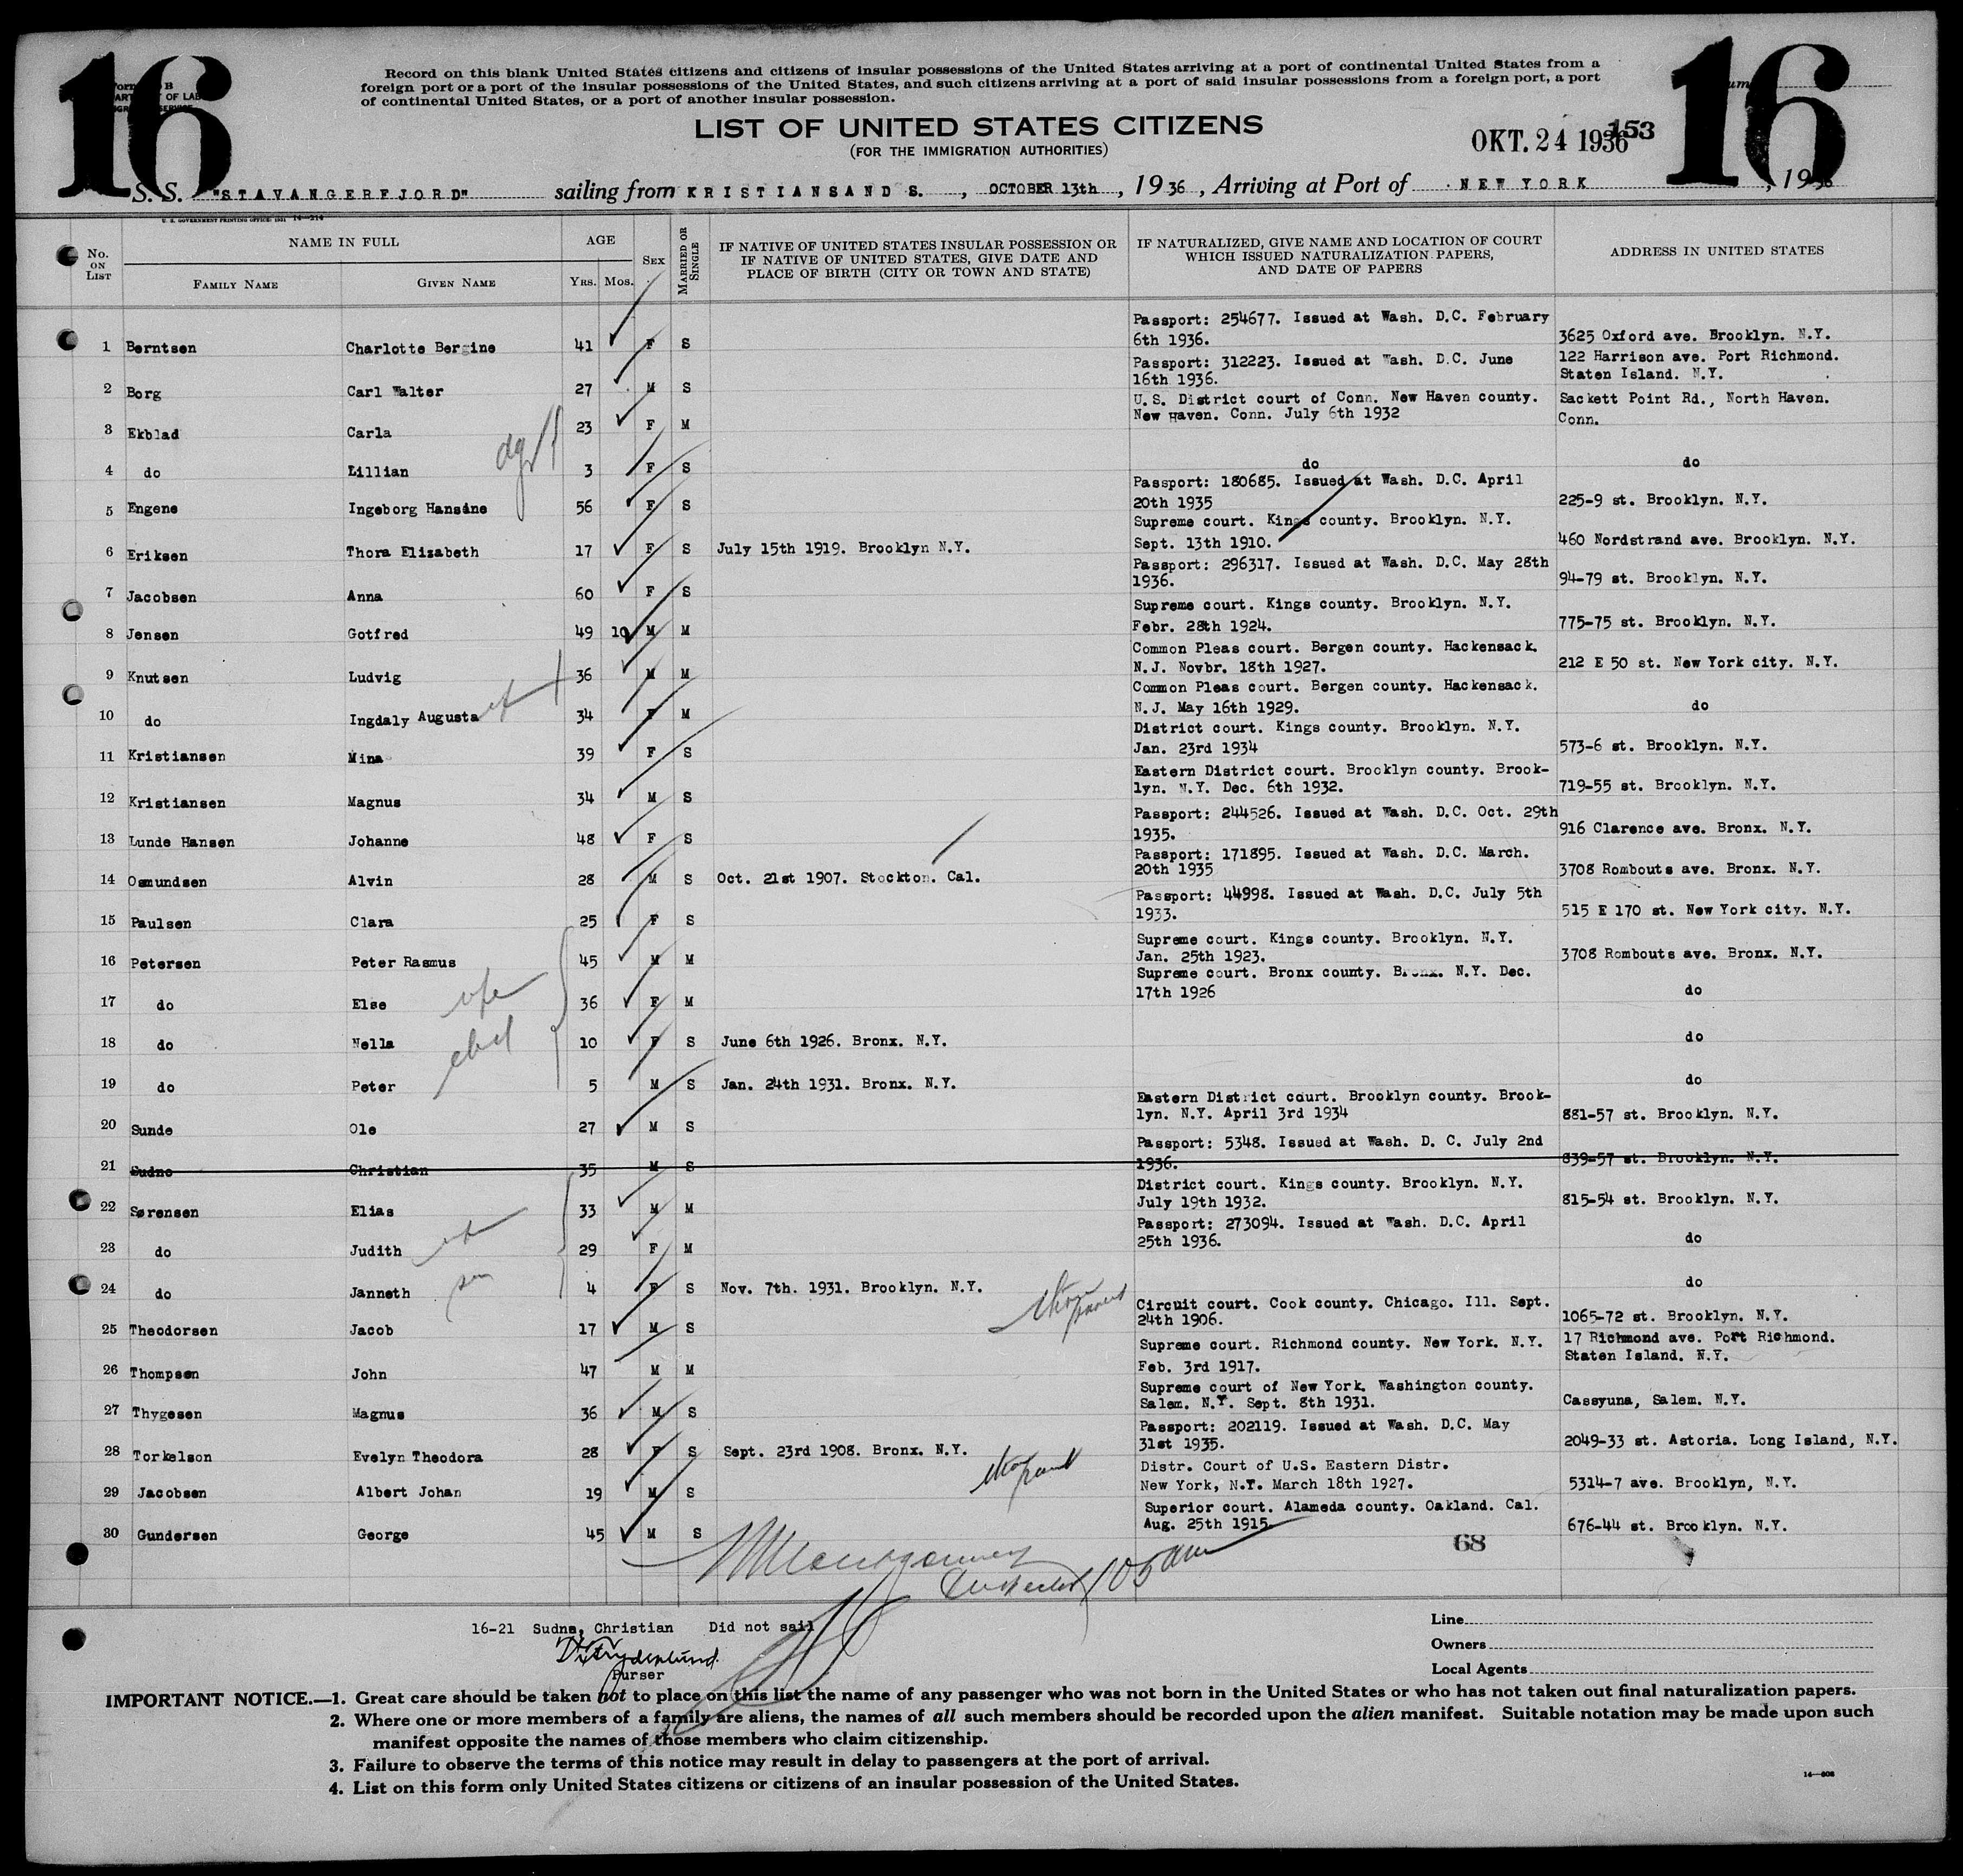 16
16
Record on this blank United States citizens and citizens of insular possessions of the United States arriving at a port of continental United States from a
foreign port or a port of the insular possessions of the United States, and such citizens arriving at a port of said insular possessions from a foreign port, a port
of continental United States, or a port of another insular possession.
LIST OF UNITED STATES CITIZENS
(FOR THE IMMIGRATION AUTHORITIES)
OKT. 24 1936
153
S. S. "STAVANGERFJORD" sailing from KRISTIANSAND S., OCTOBER 13th, 1936, Arriving at Port of NEW YORK, 1936
U. S. GOVERNMENT PRINTING OFFICE: 1931 14—214
No. ON LIST NAME IN FULL AGE SEX MARRIED OR SINGLE IF NATIVE OF UNITED STATES INSULAR POSSESSION OR IF NATIVE OF UNITED STATES, GIVE DATE AND PLACE OF BIRTH (CITY OR TOWN AND STATE) IF NATURALIZED, GIVE NAME AND LOCATION OF COURT WHICH ISSUED NATURALIZATION PAPERS, AND DATE OF PAPERS ADDRESS IN UNITED STATES
FAMILY NAME GIVEN NAME YRS. MOS.
1 Berntsen Charlotte Bergine 41 F S Passport: 254677. Issued at Wash. D.C. February 6th 1936. 3625 Oxford ave. Brooklyn. N.Y.
2 Borg Carl Walter 27 M S Passport: 312223. Issued at Wash. D.C. June 16th 1936. 122 Harrison ave. Port Richmond. Staten Island. N.Y.
3 Ekblad Carla 23 F M U.S. District court of Conn. New Haven county. New Haven. Conn. July 6th 1932 Sackett Point Rd., North Haven. Conn.
4 do Lillian 3 F S do do
5 Engene Ingeborg Hansine 56 F S Passport: 180685. Issued at Wash. D.C. April 20th 1935 225-9 st. Brooklyn. N.Y.
6 Eriksen Thora Elizabeth 17 F S July 15th 1919. Brooklyn N.Y. Supreme court. Kings county. Brooklyn. N.Y. Sept. 13th 1910. 460 Nordstrand ave. Brooklyn. N.Y.
7 Jacobsen Anna 60 F S Passport: 296317. Issued at Wash. D.C. May 28th 1936. 94-79 st. Brooklyn. N.Y.
8 Jensen Gotfred 49 10 M M Supreme court. Kings county. Brooklyn. N.Y. Febr. 28th 1924. 775-75 st. Brooklyn. N.Y.
9 Knutsen Ludvig 36 M M Common Pleas court. Bergen county. Hackensack. N.J. Novbr. 18th 1927. 212 E 50 st. New York city. N.Y.
10 do Ingdaly Augusta 34 F M Common Pleas court. Bergen county. Hackensack. N.J. May 16th 1929. do
11 Kristiansen Mina 39 F S District court. Kings county. Brooklyn. N.Y. Jan. 23rd 1934 573-6 st. Brooklyn. N.Y.
12 Kristiansen Magnus 34 M S Eastern District court. Brooklyn county. Brooklyn. N.Y. Dec. 6th 1932. 719-55 st. Brooklyn. N.Y.
13 Lunde Hansen Johanne 48 F S Passport: 244526. Issued at Wash. D.C. Oct. 29th 1935. 916 Clarence ave. Bronx. N.Y.
14 Osmundsen Alvin 28 M S Oct. 21st 1907. Stockton. Cal. Passport: 171895. Issued at Wash. D.C. March. 20th 1935 3708 Rombouts ave. Bronx. N.Y.
15 Paulsen Clara 25 F S Passport: 44998. Issued at Wash. D.C. July 5th 1933. 515 E 170 st. New York city. N.Y.
16 Petersen Peter Rasmus 45 M M Supreme court. Kings county. Brooklyn. N.Y. Jan. 25th 1923. 3708 Rombouts ave. Bronx. N.Y.
17 do Else 36 F M Supreme court. Bronx county. Bronx. N.Y. Dec. 17th 1926 do
18 do Nella 10 F S June 6th 1926. Bronx. N.Y. do
19 do Peter 5 M S Jan. 24th 1931. Bronx. N.Y. do
20 Sunde Ole 27 M S Eastern District court. Brooklyn county. Brooklyn. N.Y. April 3rd 1934 881-57 st. Brooklyn. N.Y.
21 Sudno Christian 35 M S Passport: 5348. Issued at Wash. D. C. July 2nd 1936. 839-57 st. Brooklyn. N.Y.
22 Sørensen Elias 33 M M District court. Kings county. Brooklyn. N.Y. July 19th 1932. 815-54 st. Brooklyn. N.Y.
23 do Judith 29 F M Passport: 273094. Issued at Wash. D.C. April 25th 1936. do
24 do Janneth 4 F S Nov. 7th. 1931. Brooklyn. N.Y. do
25 Theodorsen Jacob 17 M S Circuit court. Cook county. Chicago. Ill. Sept. 24th 1906. 1065-72 st. Brooklyn. N.Y.
26 Thompson John 47 M M Supreme court. Richmond county. New York. N.Y. Feb. 3rd 1917. 17 Richmond ave. Port Richmond. Staten Island. N.Y.
27 Thygesen Magnus 36 M S Supreme court of New York. Washington county. Salem. N.Y. Sept. 8th 1931. Cassyuna, Salem. N.Y.
28 Torkelson Evelyn Theodora 28 F S Sept. 23rd 1908. Bronx. N.Y. Passport: 202119. Issued at Wash. D.C. May 31st 1935. 2049-33 st. Astoria. Long Island, N.Y.
29 Jacobsen Albert Johan 19 M S Distr. Court of U.S. Eastern Distr. New York, N.Y. March 18th 1927. 5314-7 ave. Brooklyn, N.Y.
30 Gundersen George 45 M S Superior court. Alameda county. Oakland. Cal. Aug. 25th 1915. 676-44 st. Brooklyn. N.Y.
68
16-21 Sudno, Christian Did not sail
Purser
Line
Owners
Local Agents
IMPORTANT NOTICE.—1. Great care should be taken not to place on this list the name of any passenger who was not born in the United States or who has not taken out final naturalization papers.
2. Where one or more members of a family are aliens, the names of all such members should be recorded upon the alien manifest. Suitable notation may be made upon such
manifest opposite the names of those members who claim citizenship.
3. Failure to observe the terms of this notice may result in delay to passengers at the port of arrival.
4. List on this form only United States citizens or citizens of an insular possession of the United States.
14—608